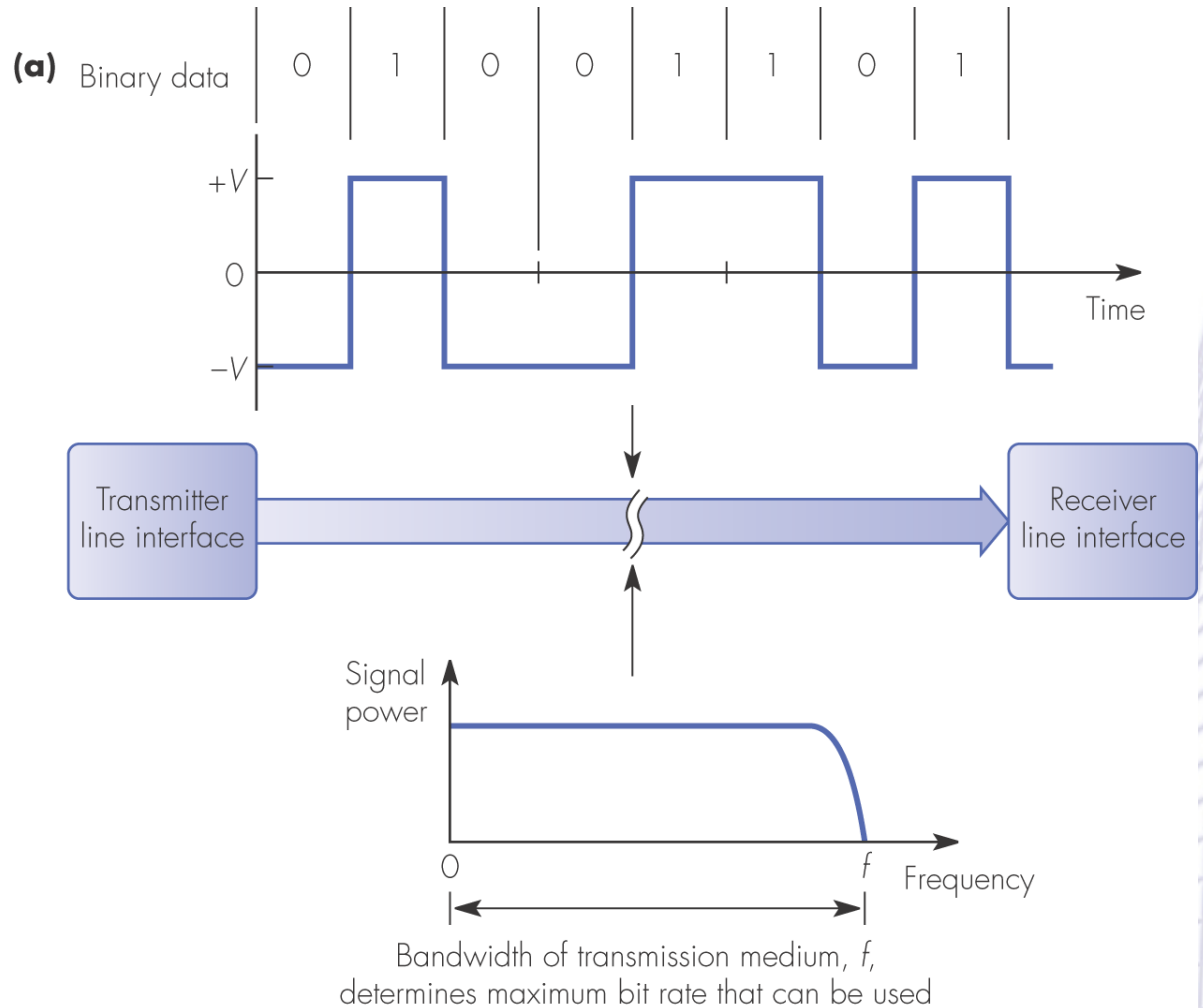 (a) Binary data 0 1 0 0 1 1 0 1
+V
0
Time
−V
Transmitter
line interface
Receiver
line interface
Signal
power
0
f
Frequency
Bandwidth of transmission medium, f,
determines maximum bit rate that can be used